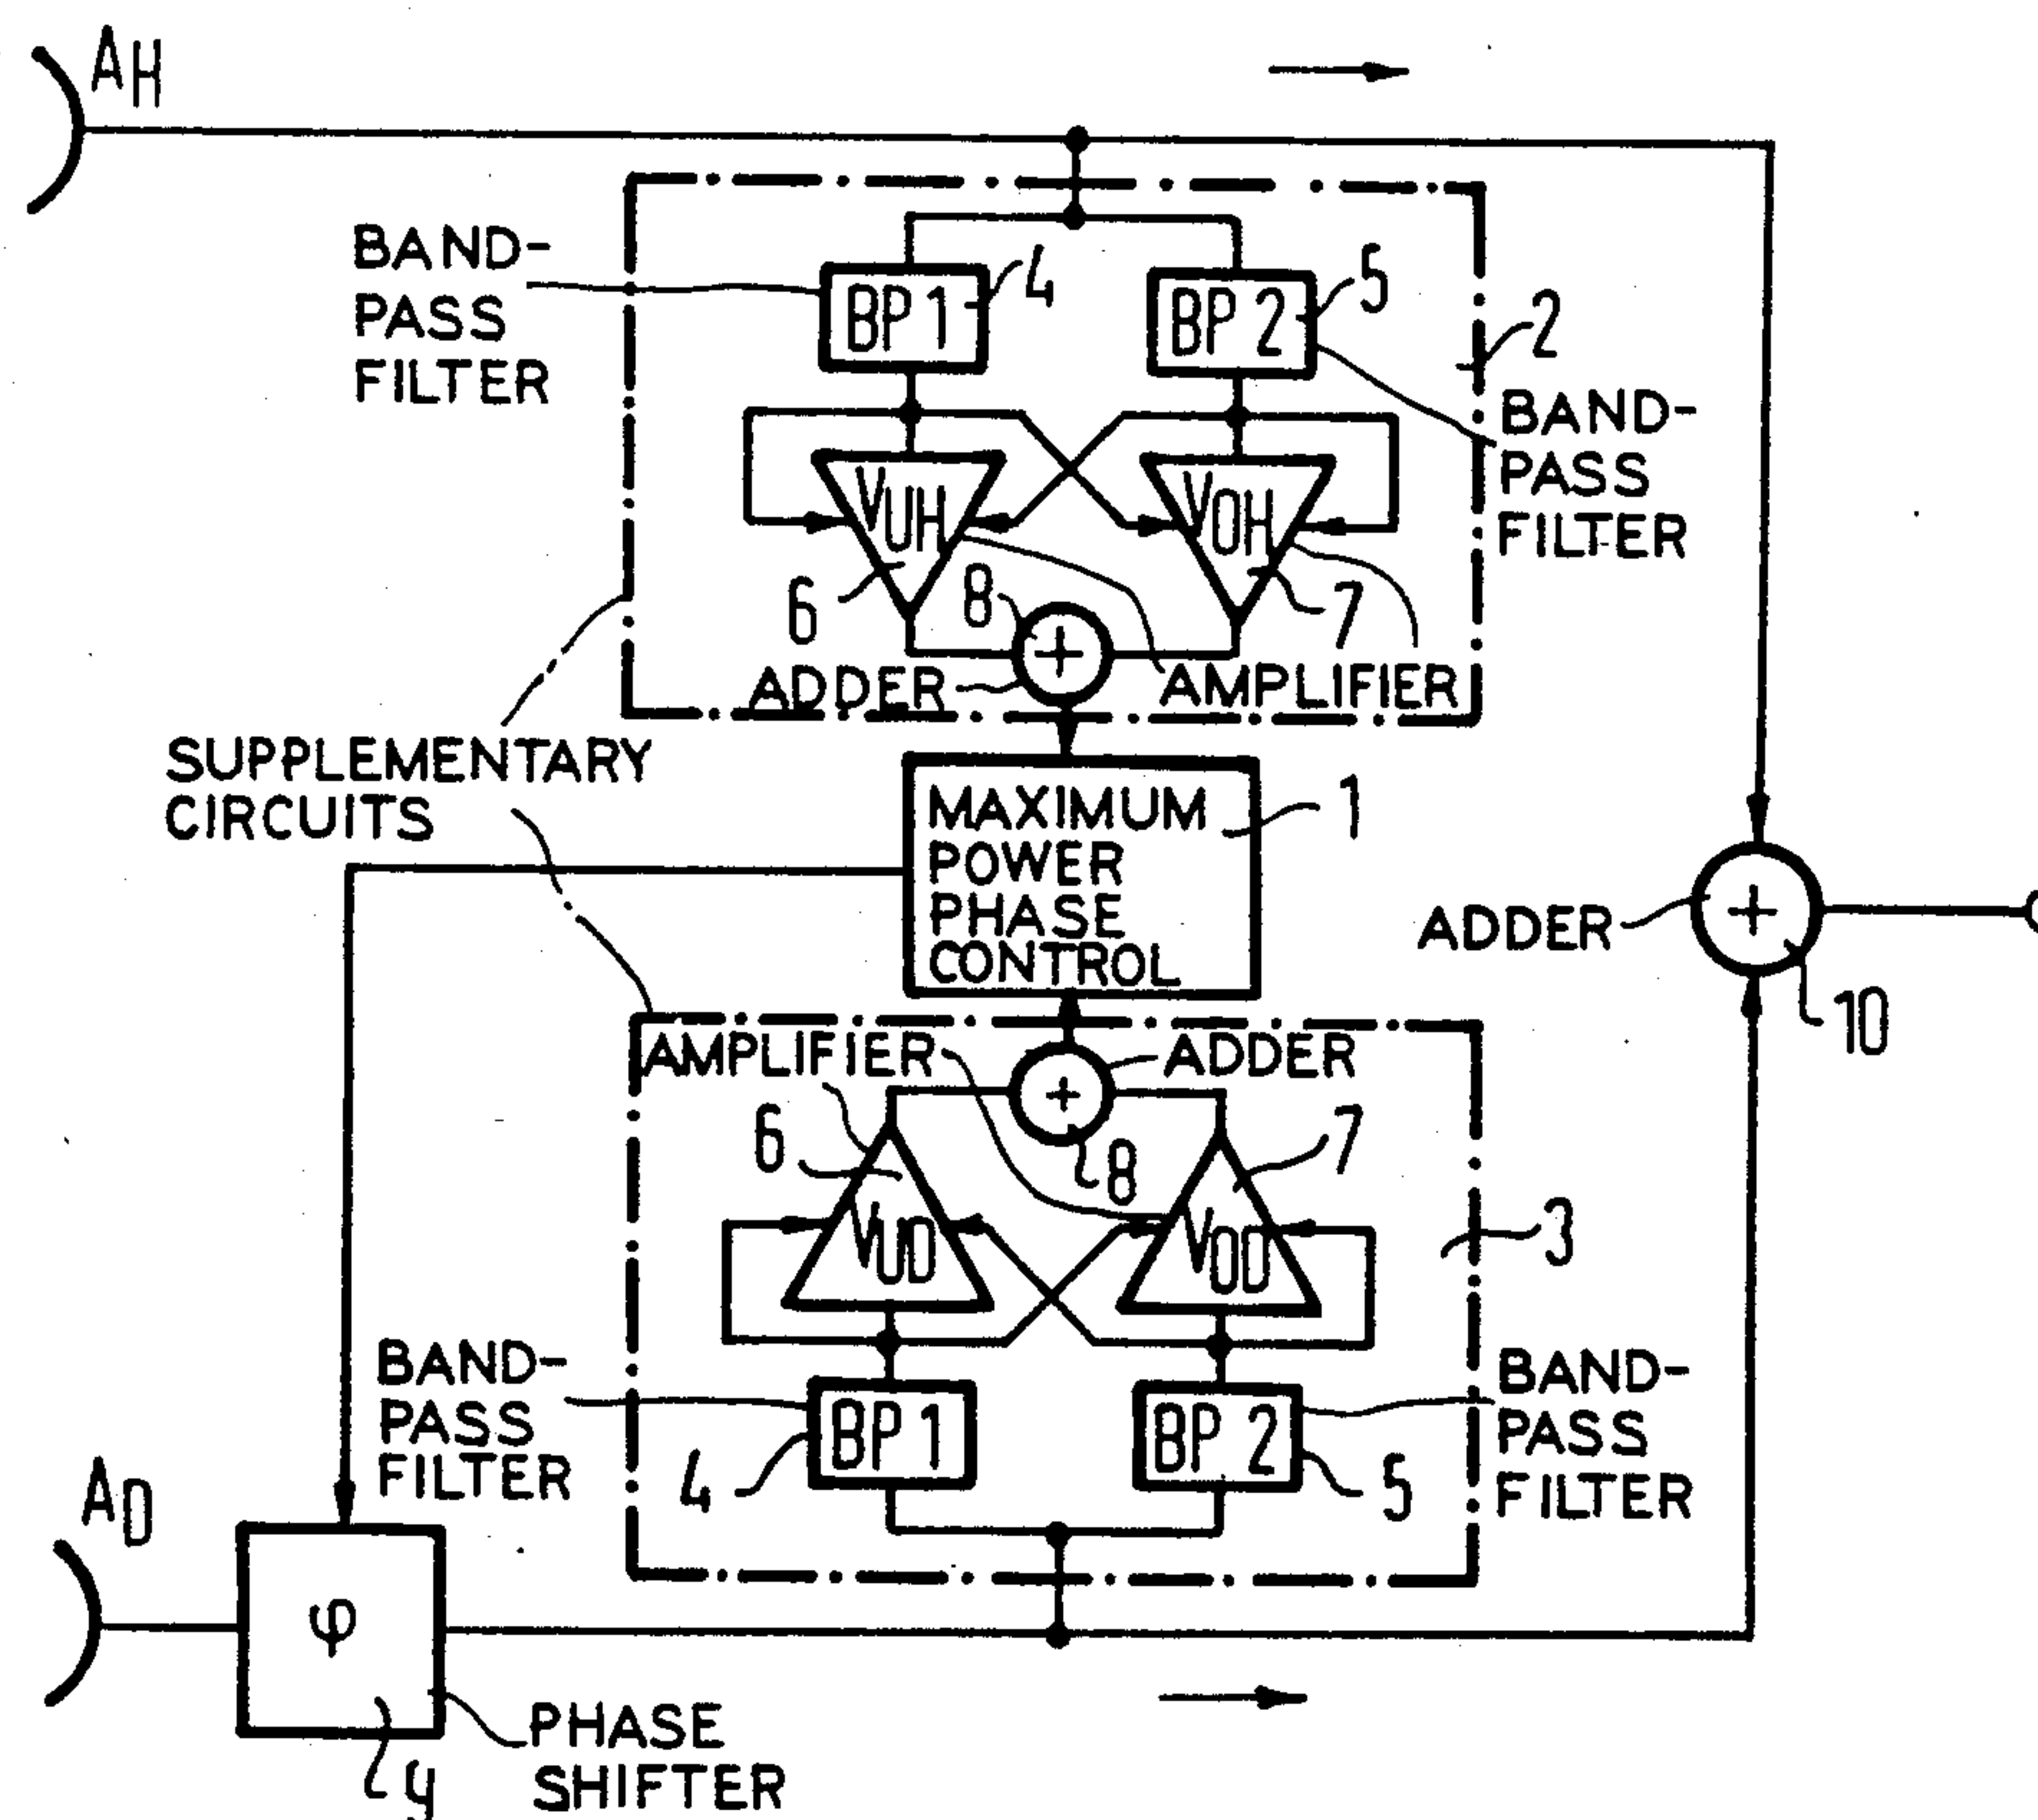 AH
BAND-
PASS
FILTER
BP 1
4
BP 2
5
2
BAND-
PASS
FILTER
VUH
VOH
6
8
7
ADDER
+
AMPLIFIER
SUPPLEMENTARY
CIRCUITS
MAXIMUM
POWER
PHASE
CONTROL
1
ADDER
+
10
AMPLIFIER
ADDER
+
6
8
7
VUD
VOD
3
BAND-
PASS
FILTER
BP 1
4
BP 2
5
BAND-
PASS
FILTER
AD
φ
PHASE
SHIFTER
9